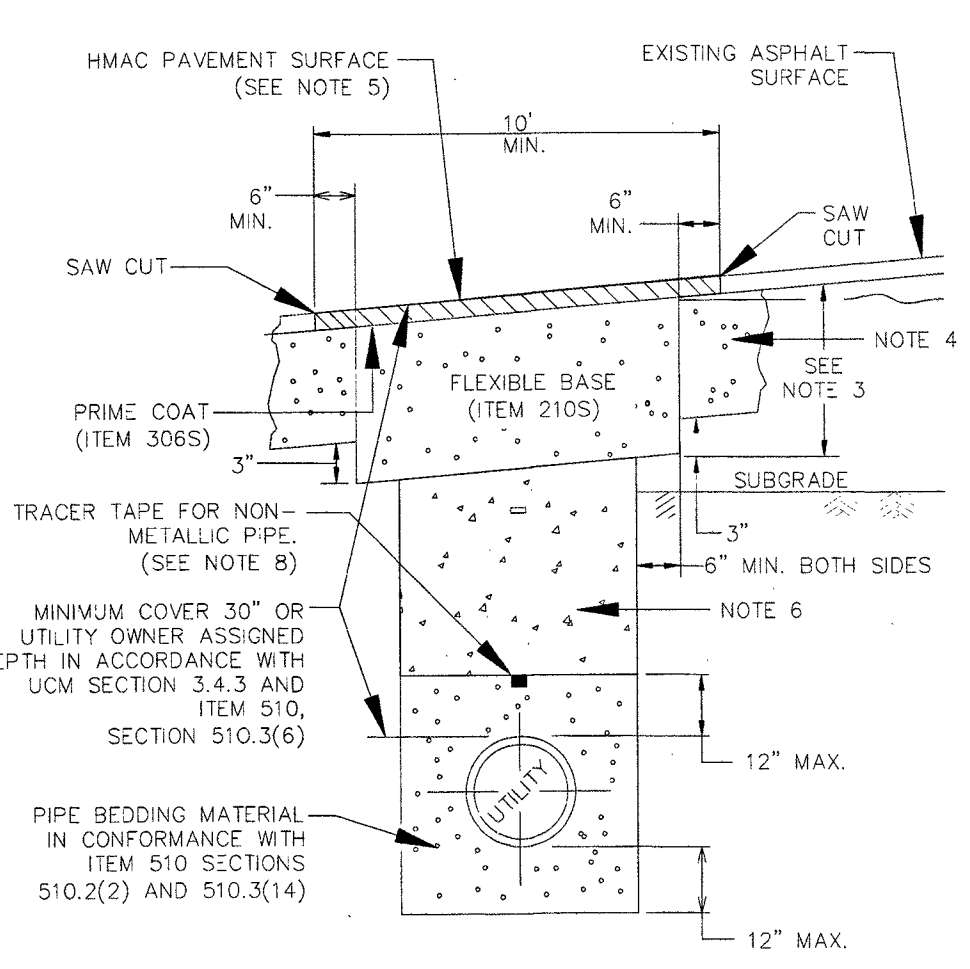 HMAC PAVEMENT SURFACE
(SEE NOTE 5)
EXISTING ASPHALT
SURFACE
10'
MIN.
6"
MIN.
6"
MIN.
SAW
CUT
SAW CUT
NOTE 4
SEE
NOTE 3
FLEXIBLE BASE
(ITEM 210S)
PRIME COAT
(ITEM 306S)
3"
SUBGRADE
3"
TRACER TAPE FOR NON-
METALLIC PIPE.
(SEE NOTE 8)
6" MIN. BOTH SIDES
NOTE 6
MINIMUM COVER 30" OR
UTILITY OWNER ASSIGNED
EPTH IN ACCORDANCE WITH
UCM SECTION 3.4.3 AND
ITEM 510,
SECTION 510.3(6)
12" MAX.
UTILITY
PIPE BEDDING MATERIAL
IN CONFORMANCE WITH
ITEM 510 SECTIONS
510.2(2) AND 510.3(14)
12" MAX.